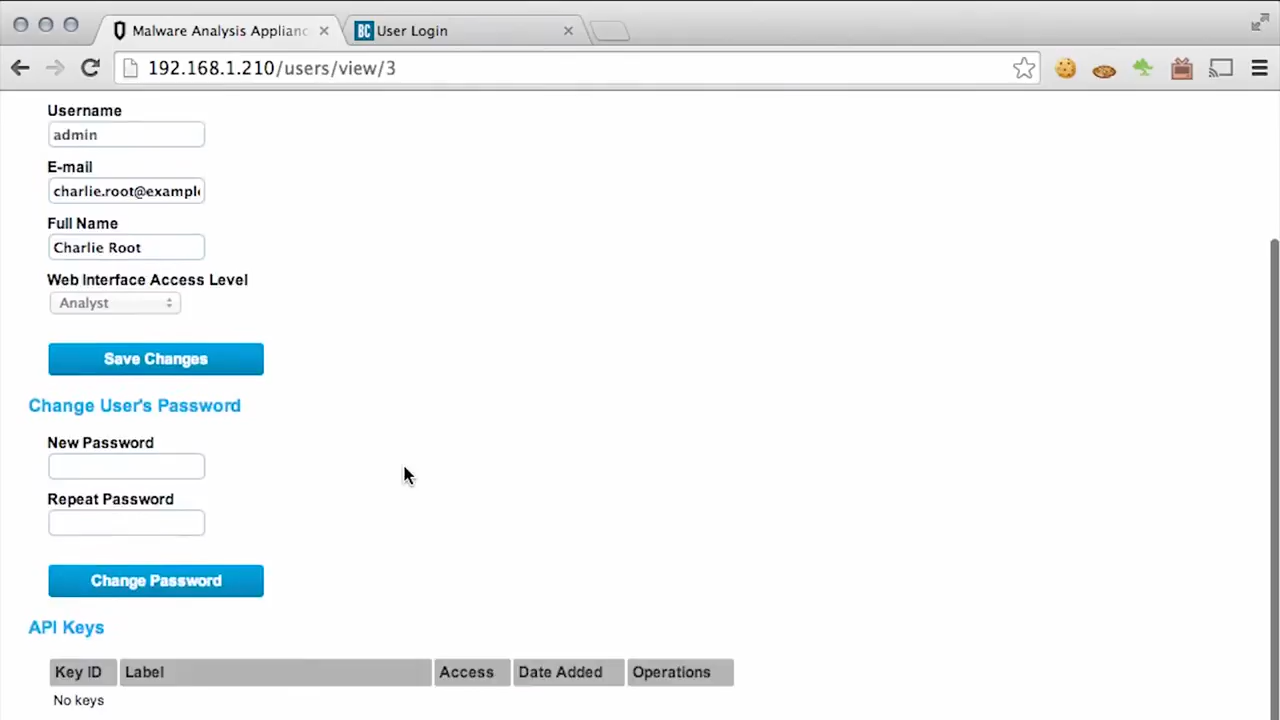 Malware Analysis Applianc
BC User Login
192.168.1.210/users/view/3
Username
admin
E-mail
charlie.root@example
Full Name
Charlie Root
Web Interface Access Level
Analyst
Save Changes
Change User's Password
New Password
Repeat Password
Change Password
API Keys
Key ID Label Access Date Added Operations
No keys